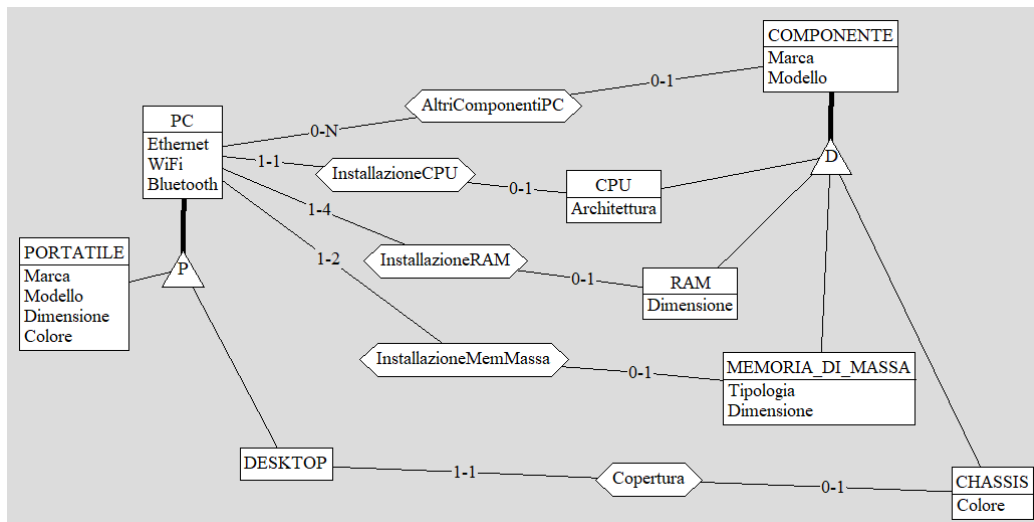 COMPONENTE
Marca
Modello
0-1
AltriComponentiPC
0-N
PC
Ethernet
WiFi
Bluetooth
1-1
InstallazioneCPU
0-1
CPU
Architettura
D
1-4
InstallazioneRAM
0-1
RAM
Dimensione
PORTATILE
Marca
Modello
Dimensione
Colore
P
1-2
InstallazioneMemMassa
0-1
MEMORIA_DI_MASSA
Tipologia
Dimensione
DESKTOP
1-1
Copertura
0-1
CHASSIS
Colore